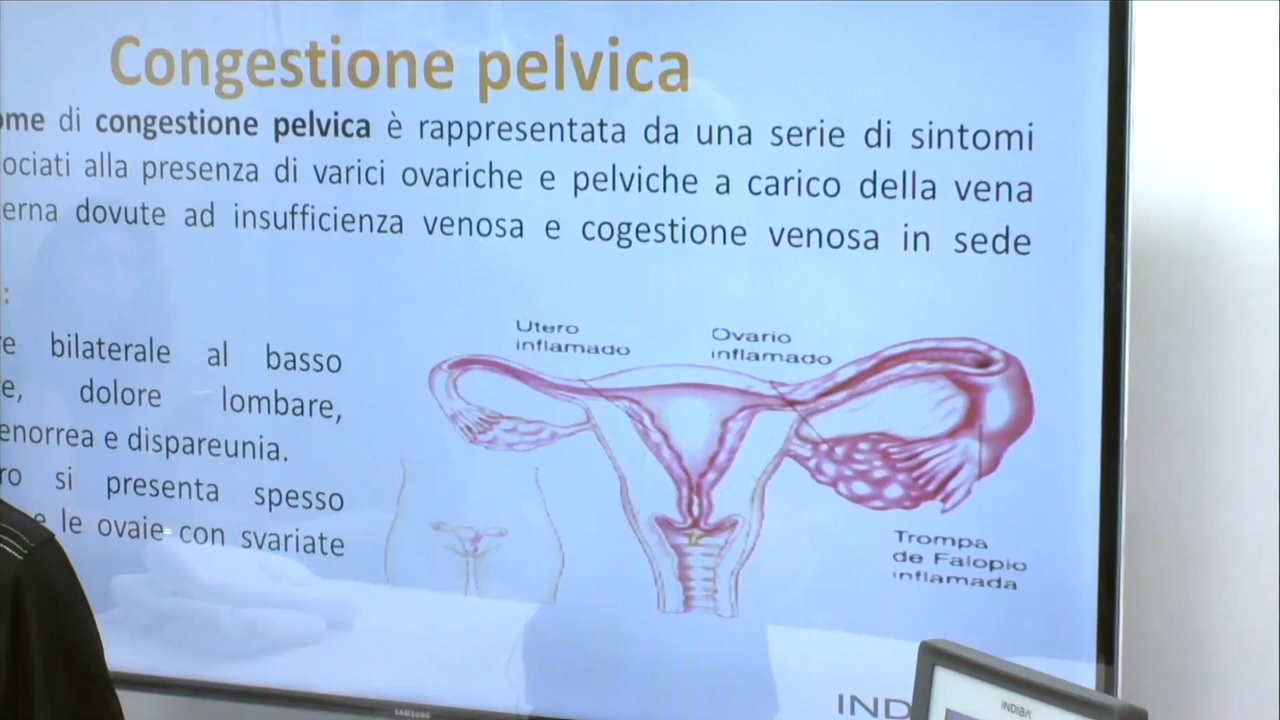 Congestione pelvica
ome di congestione pelvica è rappresentata da una serie di sintomi
ociati alla presenza di varici ovariche e pelviche a carico della vena
erna dovute ad insufficienza venosa e cogestione venosa in sede
:
e bilaterale al basso
e, dolore lombare,
enorrea e dispareunia.
ro si presenta spesso
e le ovaie con svariate
Utero
inflamado
Ovario
inflamado
Trompa
de Falopio
inflamada
IND
INDIBA
SAMSUNG